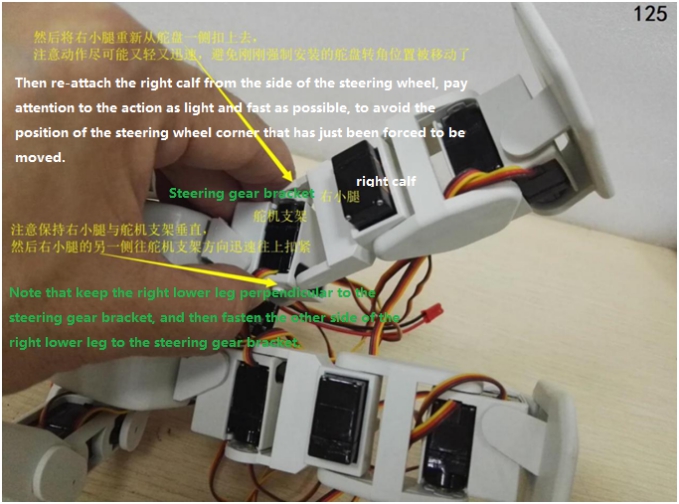 125
然后将右小腿重新从舵盘一侧扣上去，
注意动作尽可能又轻又迅速，避免刚刚强制安装的舵盘转角位置被移动了
Then re-attach the right calf from the side of the steering wheel, pay
attention to the action as light and fast as possible, to avoid the
position of the steering wheel corner that has just been forced to be
moved.
right calf
Steering gear bracket
右小腿
舵机支架
注意保持右小腿与舵机支架垂直，
然后右小腿的另一侧往舵机支架方向迅速往上扣紧
Note that keep the right lower leg perpendicular to the
steering gear bracket, and then fasten the other side of the
right lower leg to the steering gear bracket.